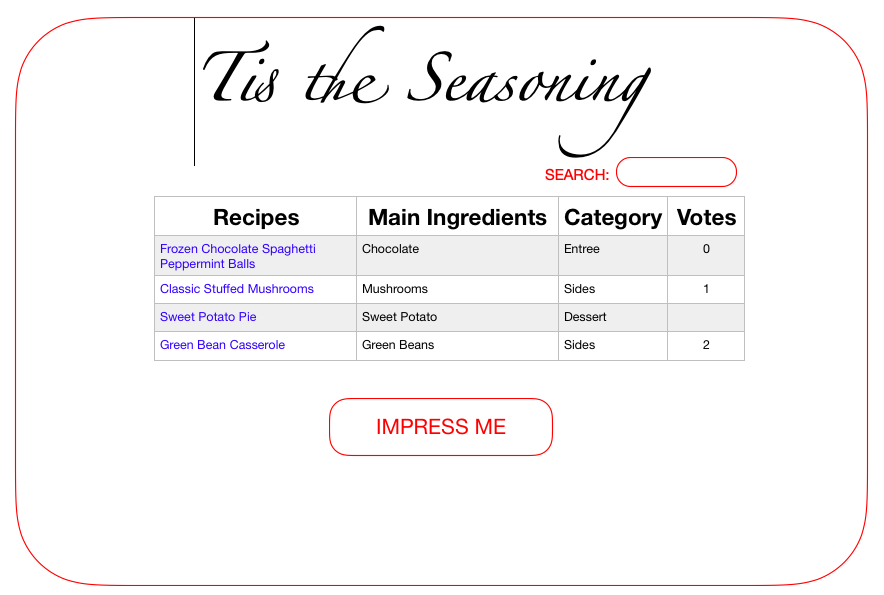 Tis the Seasoning
SEARCH:
Recipes Main Ingredients Category Votes
Frozen Chocolate Spaghetti Chocolate Entree 0
Peppermint Balls
Classic Stuffed Mushrooms Mushrooms Sides 1
Sweet Potato Pie Sweet Potato Dessert
Green Bean Casserole Green Beans Sides 2
IMPRESS ME